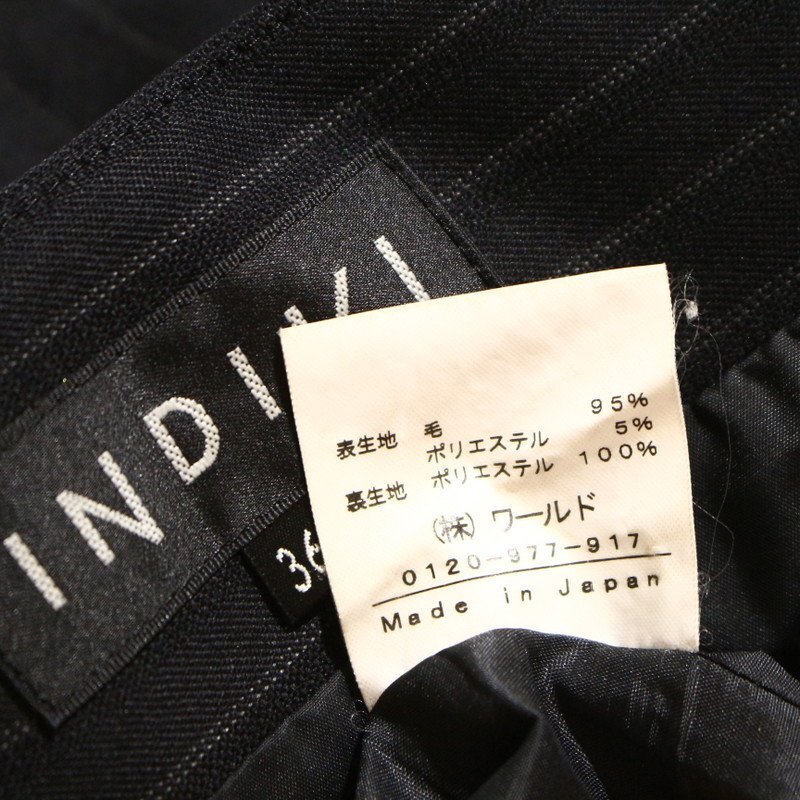 INDIVI
36
表生地 毛 95%
ポリエステル 5%
裏生地 ポリエステル 100%
(株) ワールド
0120-977-917
Made in Japan